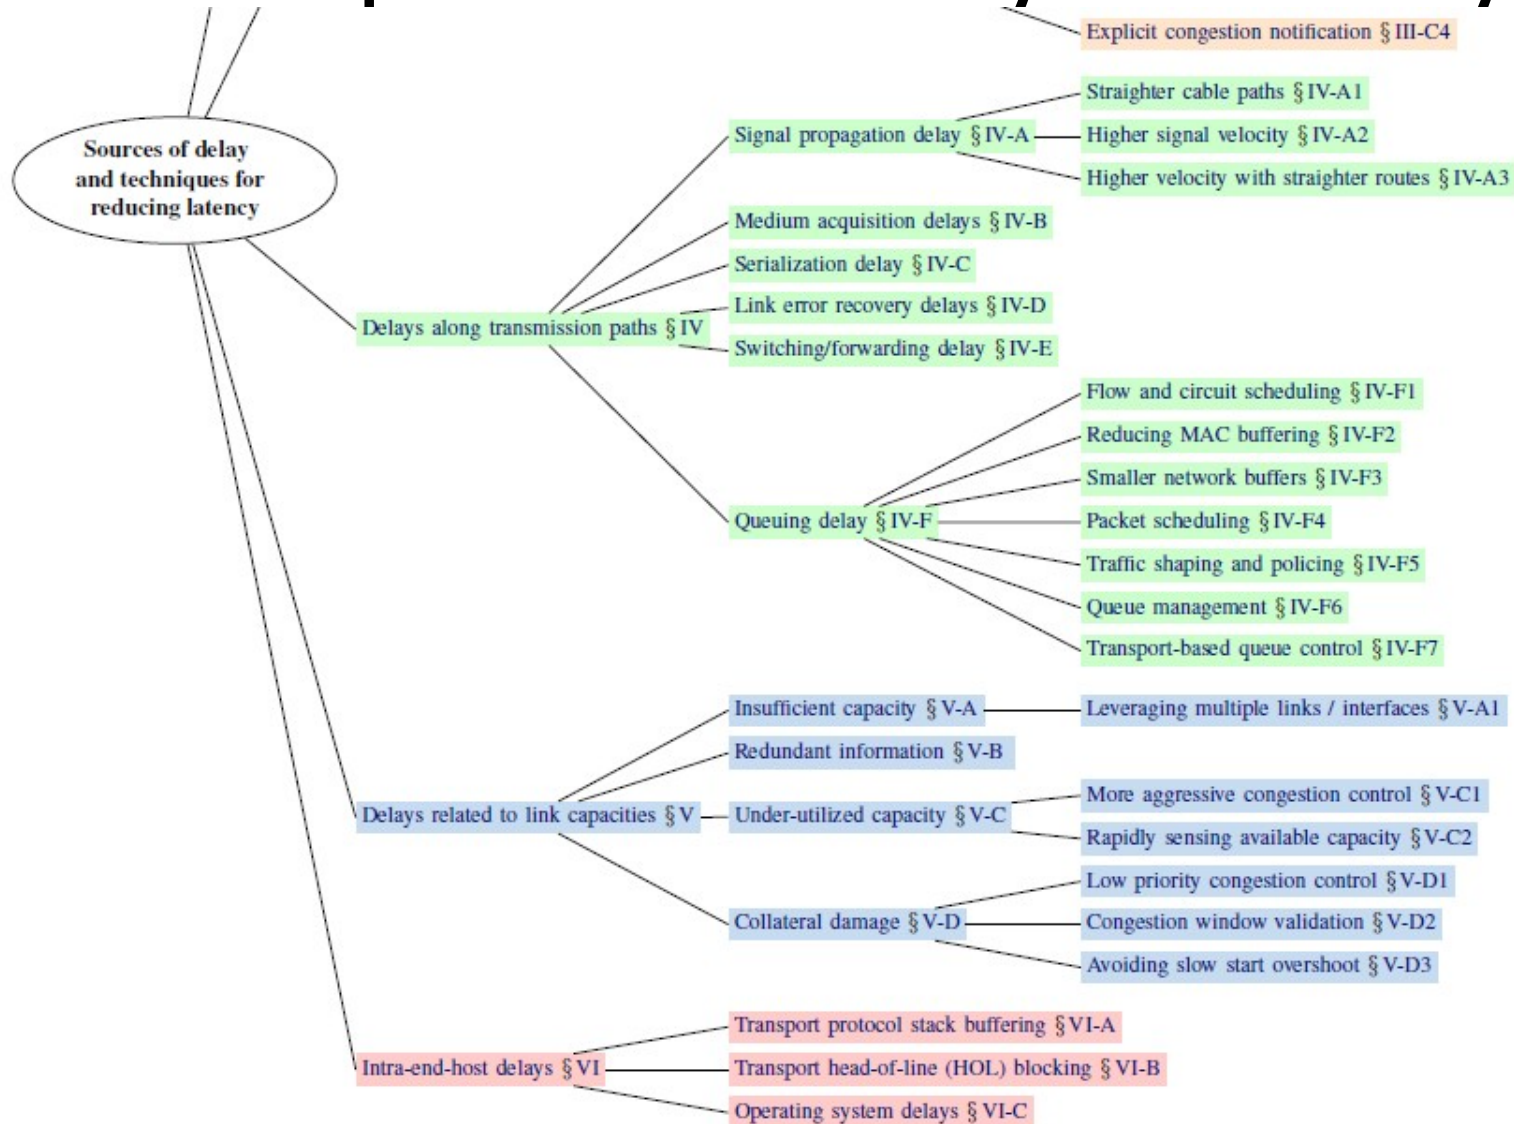 Explicit congestion notification § III-C4
Straighter cable paths § IV-A1
Signal propagation delay § IV-A
Higher signal velocity § IV-A2
Sources of delay
and techniques for
reducing latency
Higher velocity with straighter routes § IV-A3
Medium acquisition delays § IV-B
Serialization delay § IV-C
Link error recovery delays § IV-D
Delays along transmission paths § IV
Switching/forwarding delay § IV-E
Flow and circuit scheduling § IV-F1
Reducing MAC buffering § IV-F2
Smaller network buffers § IV-F3
Queuing delay § IV-F
Packet scheduling § IV-F4
Traffic shaping and policing § IV-F5
Queue management § IV-F6
Transport-based queue control § IV-F7
Insufficient capacity § V-A
Leveraging multiple links / interfaces § V-A1
Redundant information § V-B
More aggressive congestion control § V-C1
Delays related to link capacities § V
Under-utilized capacity § V-C
Rapidly sensing available capacity § V-C2
Low priority congestion control § V-D1
Collateral damage § V-D
Congestion window validation § V-D2
Avoiding slow start overshoot § V-D3
Transport protocol stack buffering § VI-A
Intra-end-host delays § VI
Transport head-of-line (HOL) blocking § VI-B
Operating system delays § VI-C